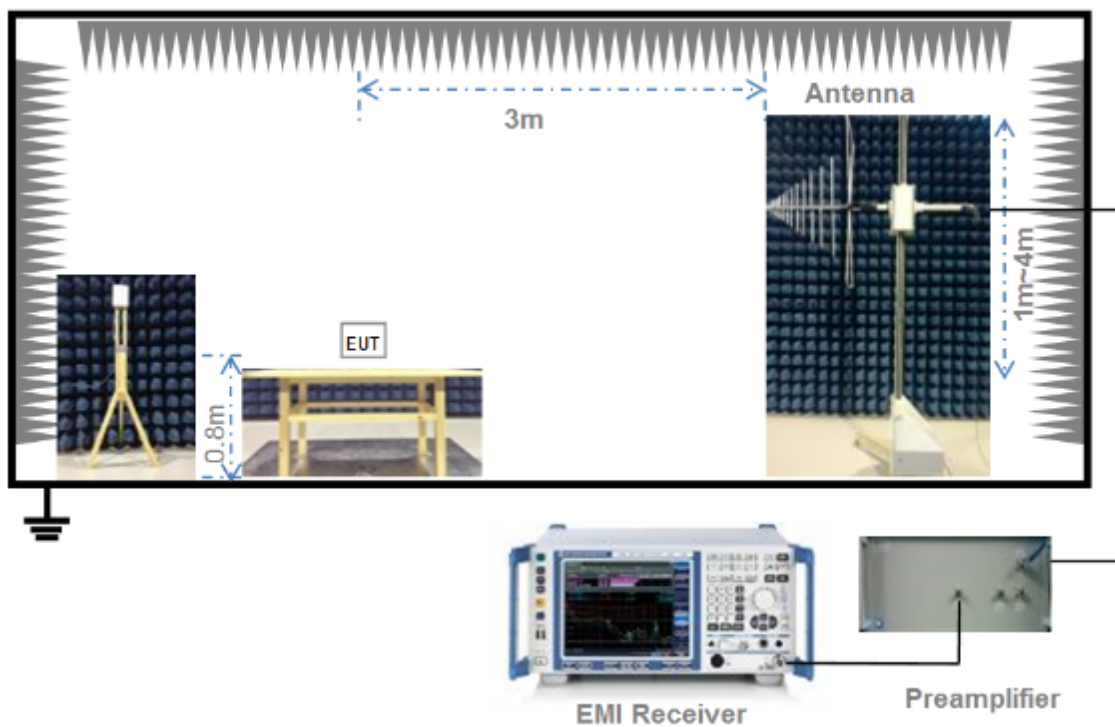 Antenna
3m
1m~4m
EUT
0.8m
EMI Receiver
Preamplifier